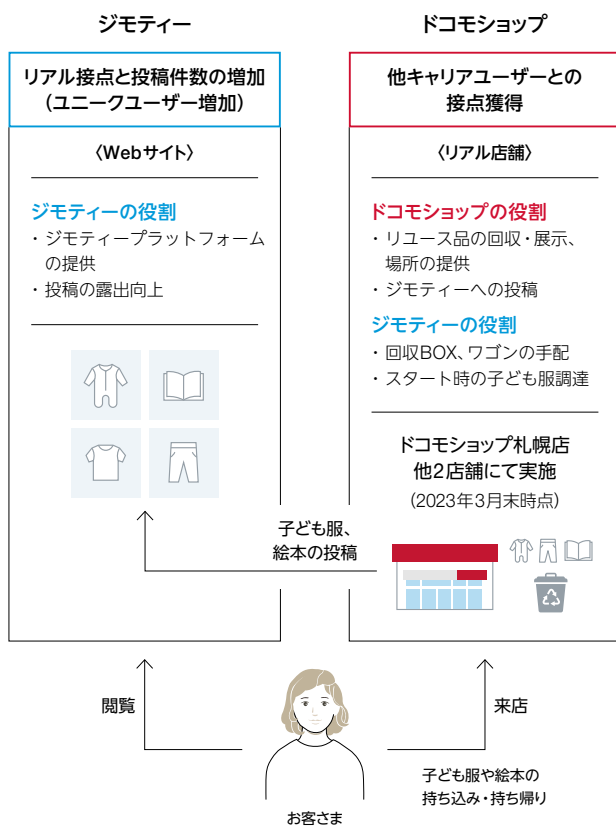 ジモティー
リアル接点と投稿件数の増加
（ユニークユーザー増加）
〈Webサイト〉
ジモティーの役割
・ジモティープラットフォーム
の提供
・投稿の露出向上
ドコモショップ
他キャリアユーザーとの
接点獲得
〈リアル店舗〉
ドコモショップの役割
・リユース品の回収・展示、
場所の提供
・ジモティーへの投稿
ジモティーの役割
・回収BOX、ワゴンの手配
・スタート時の子ども服調達
ドコモショップ札幌店
他2店舗にて実施
（2023年3月末時点）
子ども服、
絵本の投稿
閲覧
来店
子ども服や絵本の
持ち込み・持ち帰り
お客さま